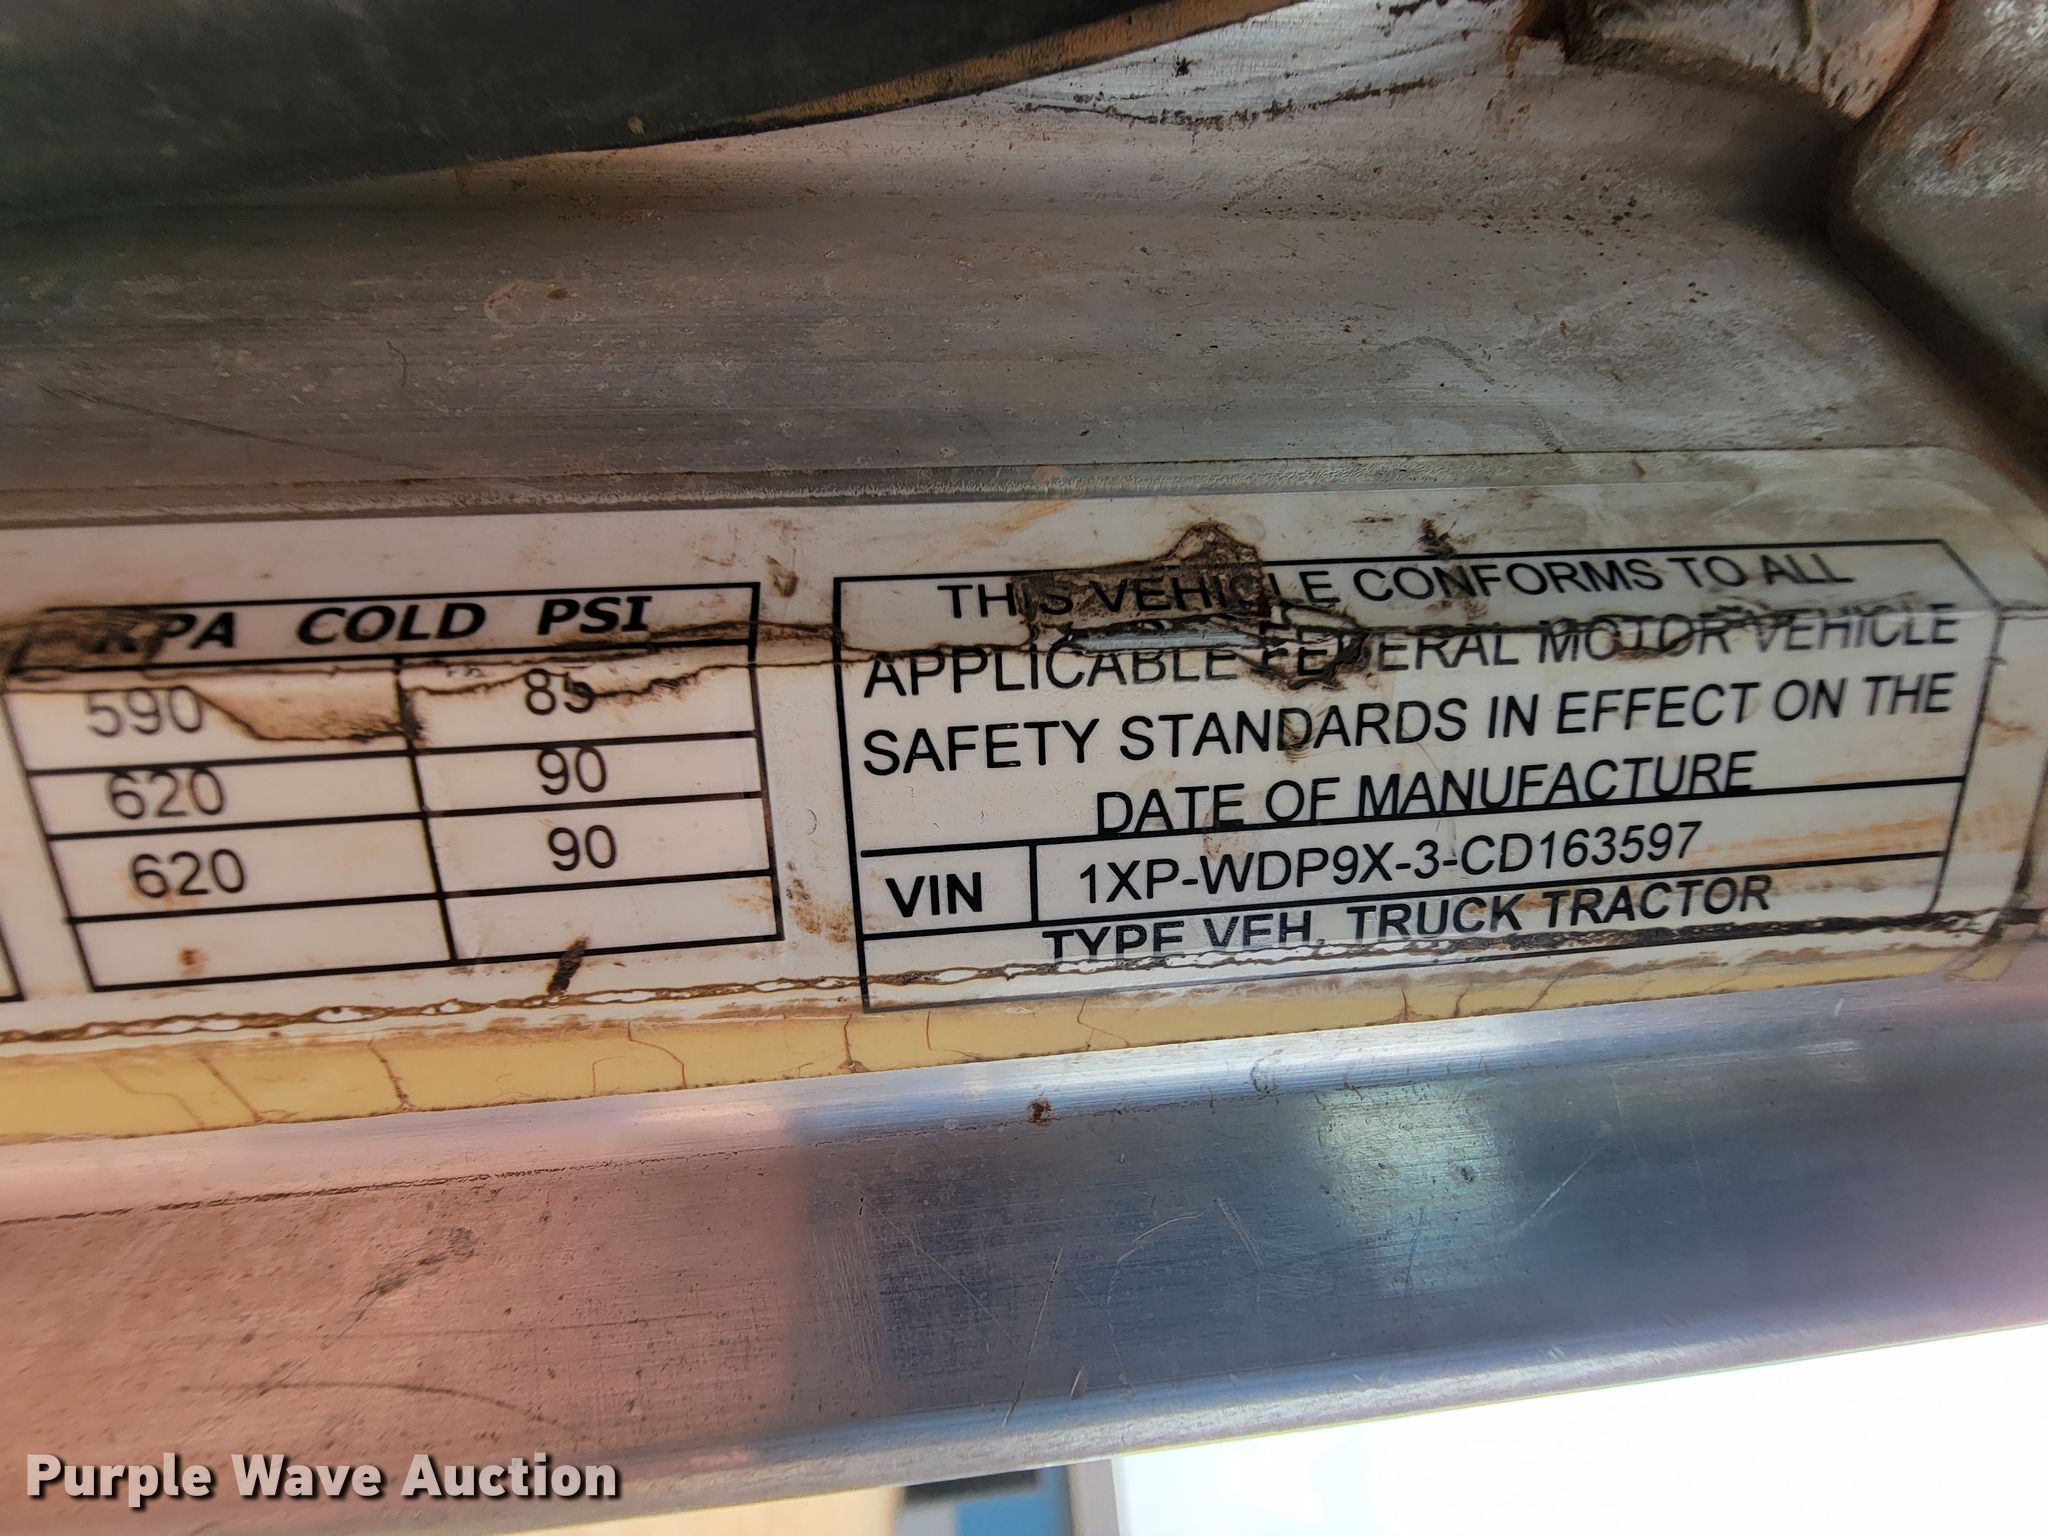 KPA COLD PSI
590 85
620 90
620 90
THIS VEHICLE CONFORMS TO ALL
APPLICABLE FEDERAL MOTOR VEHICLE
SAFETY STANDARDS IN EFFECT ON THE
DATE OF MANUFACTURE
VIN 1XP-WDP9X-3-CD163597
TYPE VEH. TRUCK TRACTOR
Purple Wave Auction